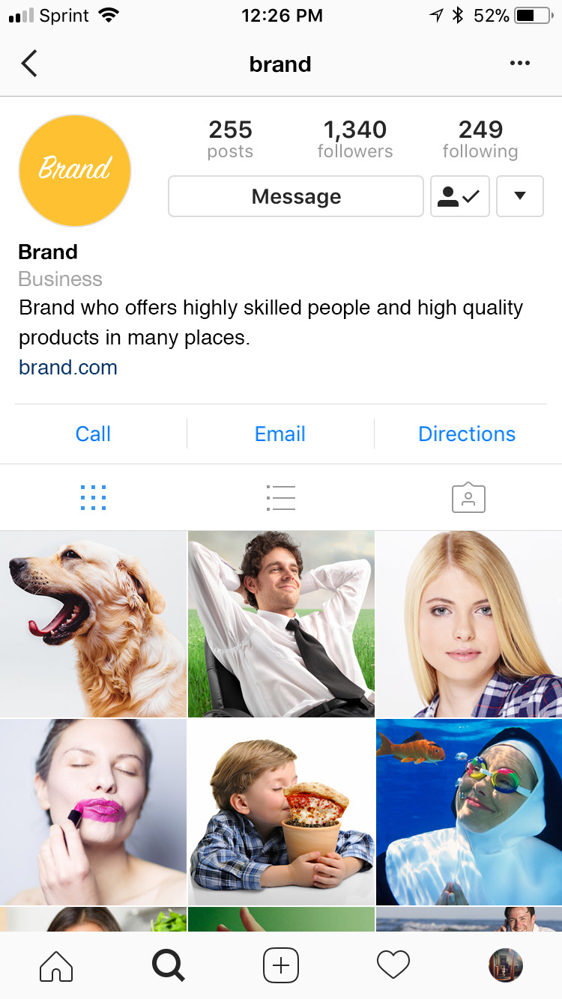 Sprint 12:26 PM 52%
brand
255 1,340 249
posts followers following
Brand
Message
Brand
Business
Brand who offers highly skilled people and high quality
products in many places.
brand.com
Call Email Directions